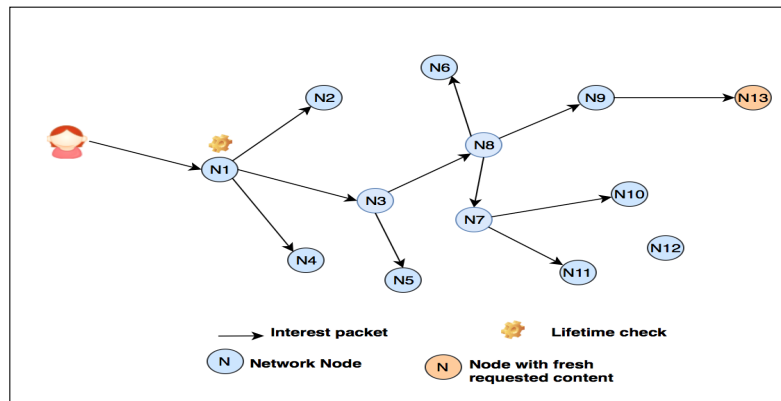 N6
N2
N9
N13
N8
N1
N3
N10
N7
N12
N4
N11
N5
Interest packet
Lifetime check
N
Network Node
N
Node with fresh
requested content